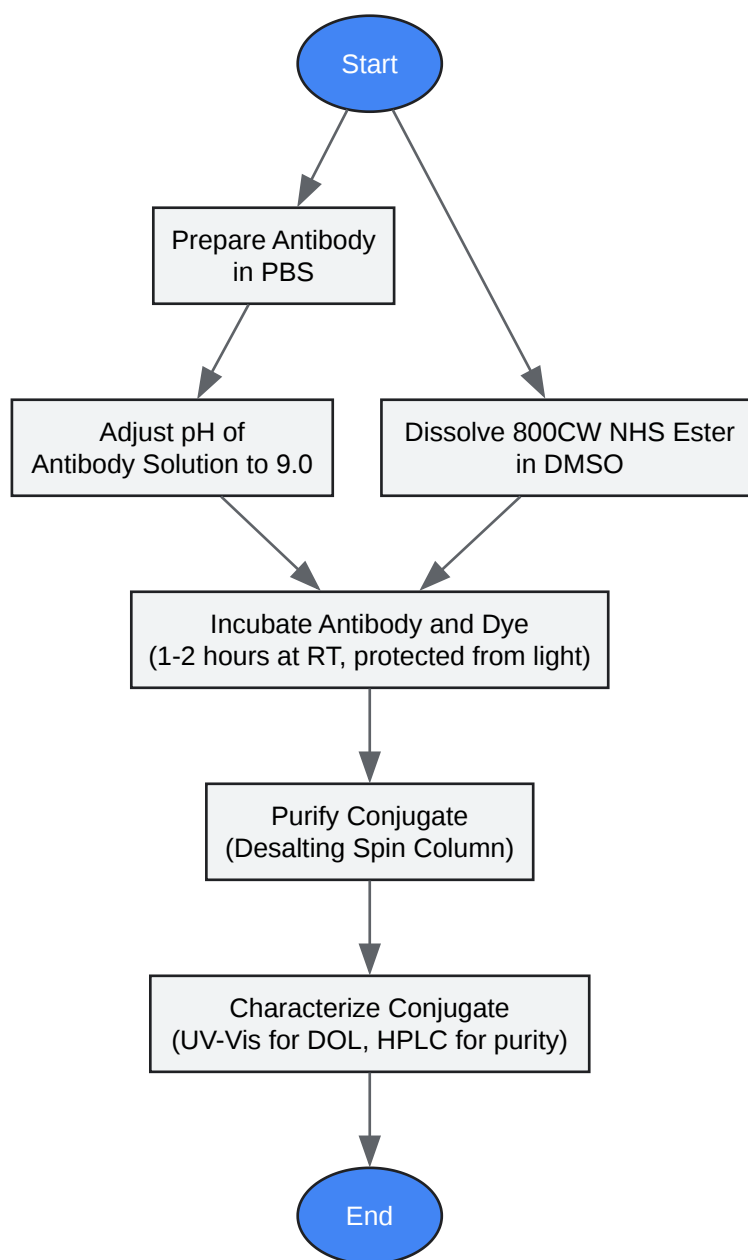 Start
Prepare Antibody
in PBS
Adjust pH of
Antibody Solution to 9.0
Dissolve 800CW NHS Ester
in DMSO
Incubate Antibody and Dye
(1-2 hours at RT, protected from light)
Purify Conjugate
(Desalting Spin Column)
Characterize Conjugate
(UV-Vis for DOL, HPLC for purity)
End